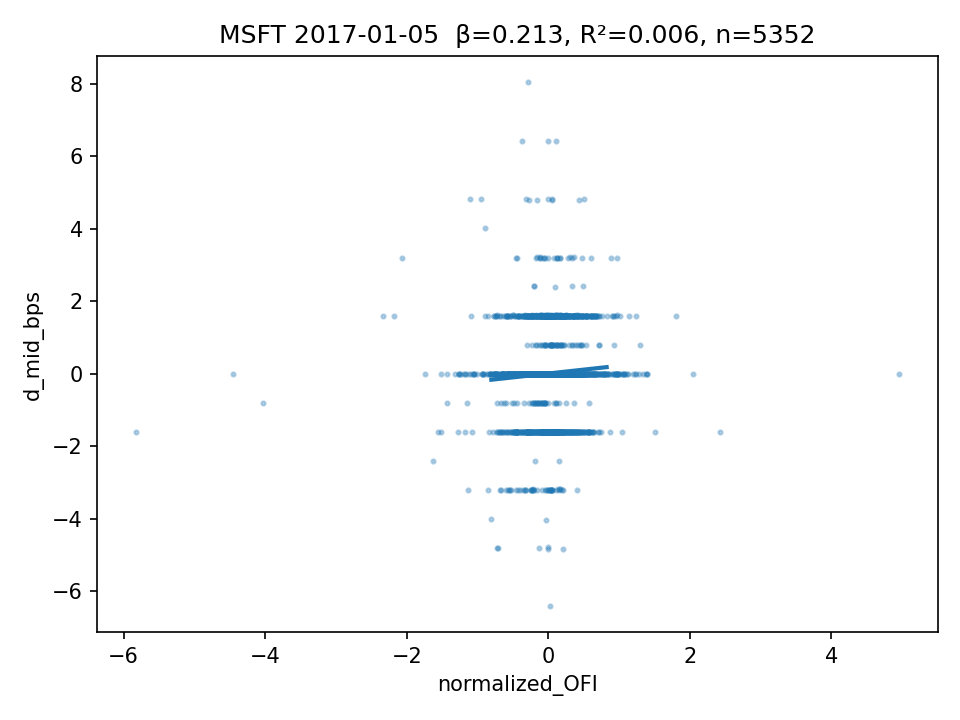 MSFT 2017-01-05 β=0.213, R²=0.006, n=5352
8
6
4
2
0
−2
−4
−6
d_mid_bps
−6 −4 −2 0 2 4
normalized_OFI